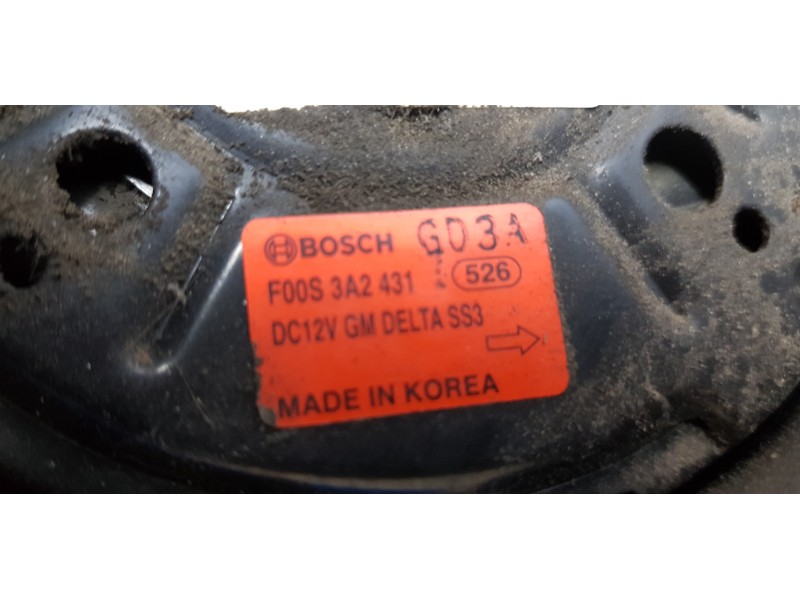 BOSCH GD3A
F00S 3A2 431 526
DC12V GM DELTA SS3
MADE IN KOREA